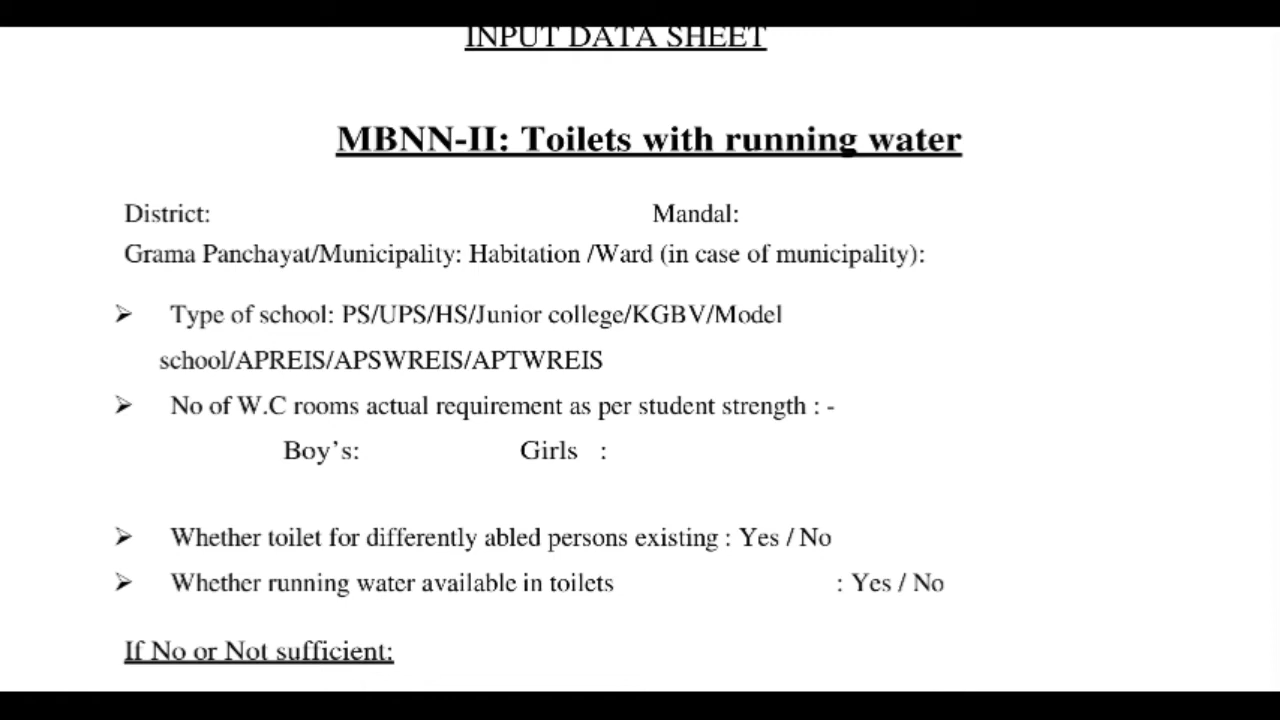 INPUT DATA SHEET
MBNN-II: Toilets with running water
District: Mandal:
Grama Panchayat/Municipality: Habitation /Ward (in case of municipality):
➢ Type of school: PS/UPS/HS/Junior college/KGBV/Model
school/APREIS/APSWREIS/APTWREIS
➢ No of W.C rooms actual requirement as per student strength : -
Boy’s: Girls :
➢ Whether toilet for differently abled persons existing : Yes / No
➢ Whether running water available in toilets : Yes / No
If No or Not sufficient: